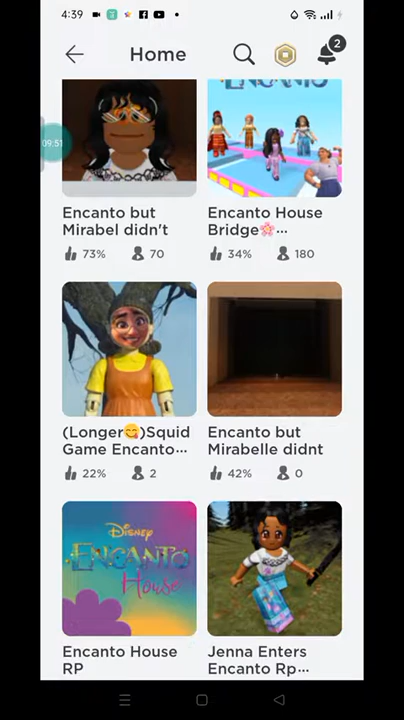 4:39
Home
2
09:51
ENCANTO
Encanto but
Mirabel didn't
73% 70
Encanto House
Bridge🌸...
34% 180
(Longer😋)Squid
Game Encanto...
22% 2
Encanto but
Mirabelle didnt
42% 0
Disney
ENCANTO
House
Encanto House
RP
Jenna Enters
Encanto Rp...